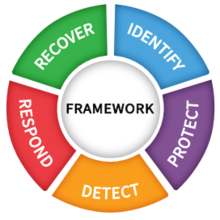 FRAMEWORK
IDENTIFY
PROTECT
DETECT
RESPOND
RECOVER